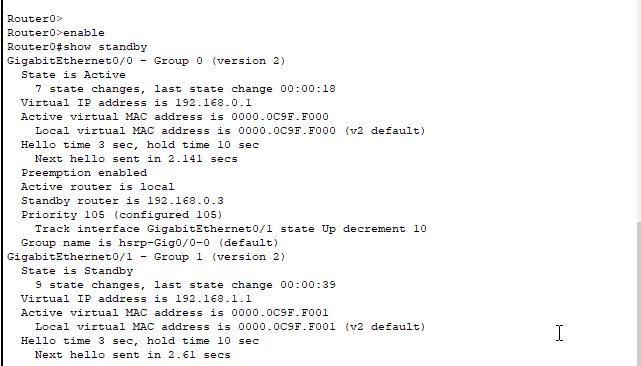 Router0>
Router0>enable
Router0#show standby
GigabitEthernet0/0 - Group 0 (version 2)
State is Active
7 state changes, last state change 00:00:18
Virtual IP address is 192.168.0.1
Active virtual MAC address is 0000.0C9F.F000
Local virtual MAC address is 0000.0C9F.F000 (v2 default)
Hello time 3 sec, hold time 10 sec
Next hello sent in 2.141 secs
Preemption enabled
Active router is local
Standby router is 192.168.0.3
Priority 105 (configured 105)
Track interface GigabitEthernet0/1 state Up decrement 10
Group name is hsrp-Gig0/0-0 (default)
GigabitEthernet0/1 - Group 1 (version 2)
State is Standby
9 state changes, last state change 00:00:39
Virtual IP address is 192.168.1.1
Active virtual MAC address is 0000.0C9F.F001
Local virtual MAC address is 0000.0C9F.F001 (v2 default)
Hello time 3 sec, hold time 10 sec
Next hello sent in 2.61 secs